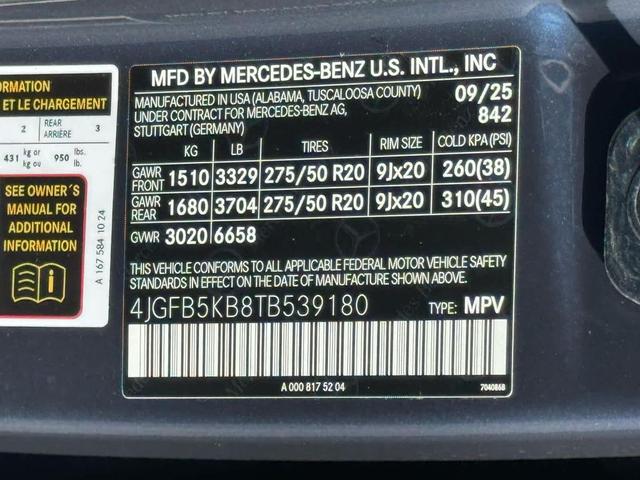 ORMATION
ET LE CHARGEMENT
2 REAR ARRIÈRE 3
431 kg or kg ou 950 lbs. lb.
SEE OWNER´S
MANUAL FOR
ADDITIONAL
INFORMATION
A 167 584 10 24
MFD BY MERCEDES-BENZ U.S. INTL., INC
MANUFACTURED IN USA (ALABAMA, TUSCALOOSA COUNTY) 09/25
UNDER CONTRACT FOR MERCEDES-BENZ AG, 842
STUTTGART (GERMANY)
KG LB TIRES RIM SIZE COLD KPA (PSI)
GAWR FRONT 1510 3329 275/50 R20 9Jx20 260(38)
GAWR REAR 1680 3704 275/50 R20 9Jx20 310(45)
GVWR 3020 6658
THIS VEHICLE CONFORMS TO ALL APPLICABLE FEDERAL MOTOR VEHICLE SAFETY
STANDARDS IN EFFECT ON THE DATE OF MANUFACTURE SHOWN ABOVE.
4JGFB5KB8TB539180 TYPE: MPV
A 000 817 52 04
7040868